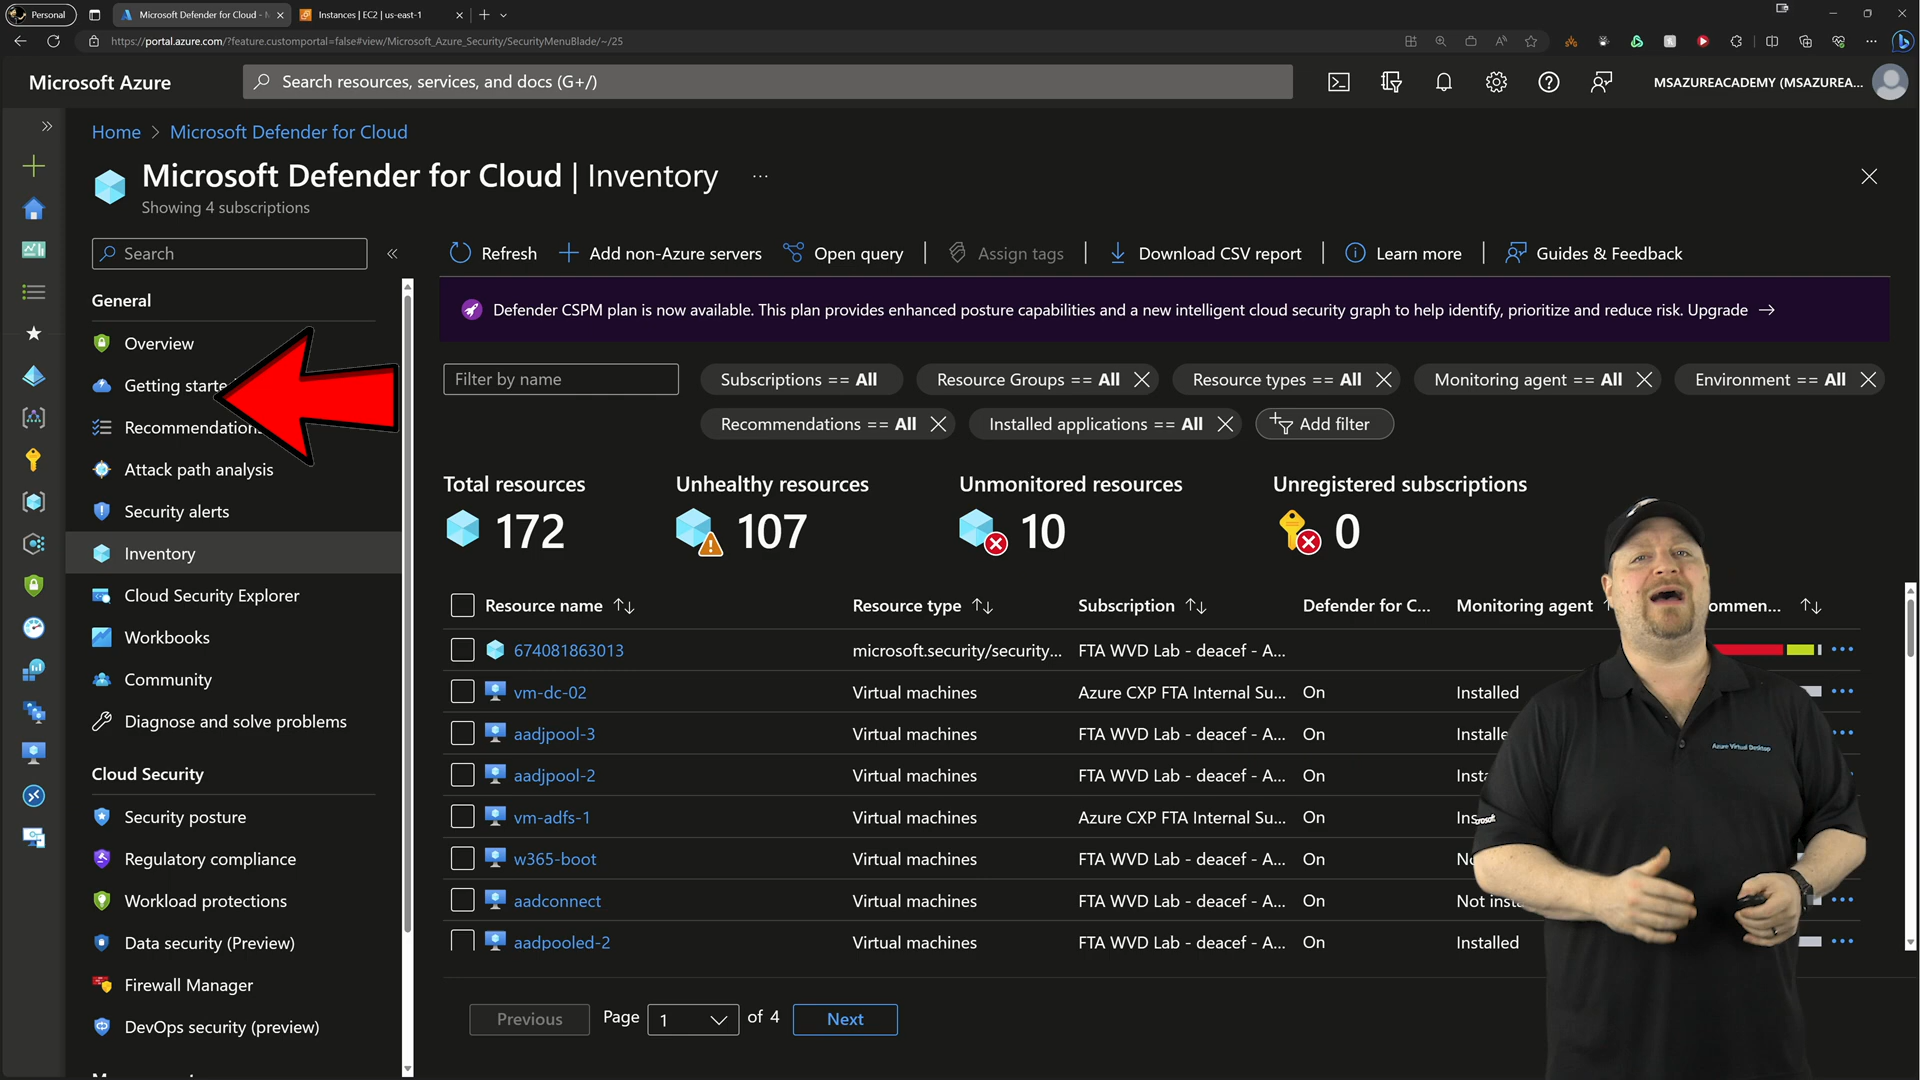 Personal
Microsoft Defender for Cloud -
Instances | EC2 | us-east-1
https://portal.azure.com/?feature.customportal=false#view/Microsoft_Azure_Security/SecurityMenuBlade/~/25
Microsoft Azure
Search resources, services, and docs (G+/)
MSAZUREACADEMY (MSAZUREA...
Home > Microsoft Defender for Cloud
Microsoft Defender for Cloud | Inventory ...
Showing 4 subscriptions
Search
Refresh
Add non-Azure servers
Open query
Assign tags
Download CSV report
Learn more
Guides & Feedback
General
Overview
Getting starte
Recommendation
Attack path analysis
Security alerts
Inventory
Cloud Security Explorer
Workbooks
Community
Diagnose and solve problems
Cloud Security
Security posture
Regulatory compliance
Workload protections
Data security (Preview)
Firewall Manager
DevOps security (preview)
Defender CSPM plan is now available. This plan provides enhanced posture capabilities and a new intelligent cloud security graph to help identify, prioritize and reduce risk. Upgrade →
Filter by name
Subscriptions == All
Resource Groups == All
Resource types == All
Monitoring agent == All
Environment == All
Recommendations == All
Installed applications == All
Add filter
Total resources
172
Unhealthy resources
107
Unmonitored resources
10
Unregistered subscriptions
0
Resource name Resource type Subscription Defender for C... Monitoring agent ommen...
674081863013 microsoft.security/security... FTA WVD Lab - deacef - A...
vm-dc-02 Virtual machines Azure CXP FTA Internal Su... On Installed
aadjpool-3 Virtual machines FTA WVD Lab - deacef - A... On Installe
aadjpool-2 Virtual machines FTA WVD Lab - deacef - A... On Insta
vm-adfs-1 Virtual machines Azure CXP FTA Internal Su... On Ins
w365-boot Virtual machines FTA WVD Lab - deacef - A... On No
aadconnect Virtual machines FTA WVD Lab - deacef - A... On Not insta
aadpooled-2 Virtual machines FTA WVD Lab - deacef - A... On Installed
Azure Virtual Desktop
Previous
Page 1 of 4
Next